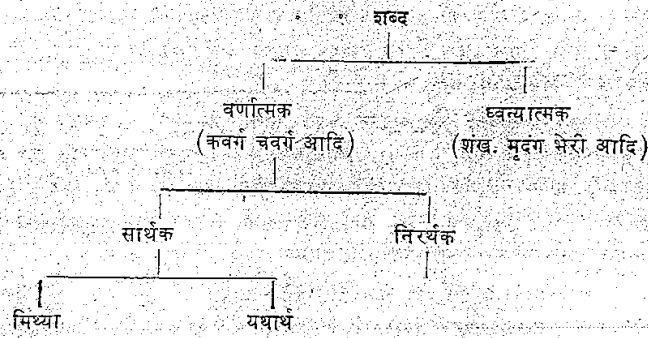 शब्द
वर्णात्मक ध्वन्यात्मक
(कवर्ग चवर्ग आदि) (शंख. मृदंग भेरी आदि)
सार्थक निरर्थक
मिथ्या यथार्थ